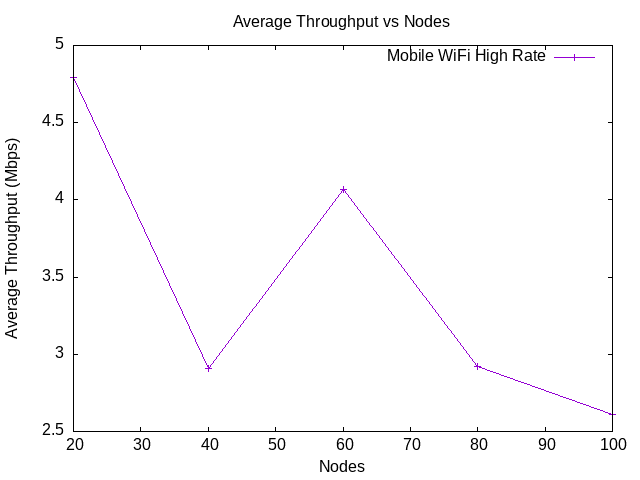 Average Throughput vs Nodes
Mobile WiFi High Rate
Average Throughput (Mbps)
5
4.5
4
3.5
3
2.5
20 30 40 50 60 70 80 90 100
Nodes